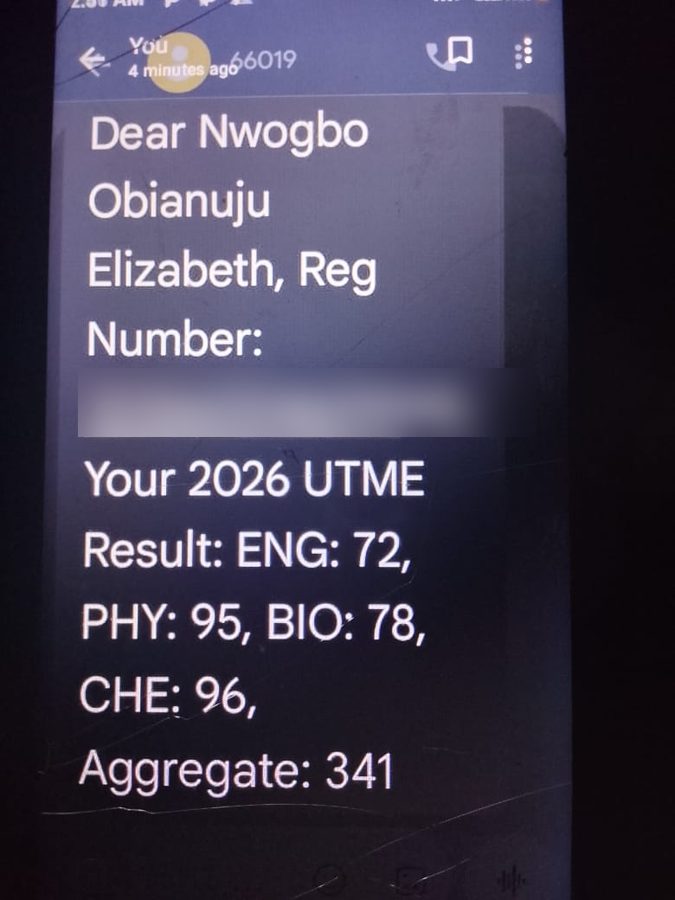 You
4 minutes ago
66019
Dear Nwogbo
Obianuju
Elizabeth, Reg
Number:
Your 2026 UTME
Result: ENG: 72,
PHY: 95, BIO: 78,
CHE: 96,
Aggregate: 341